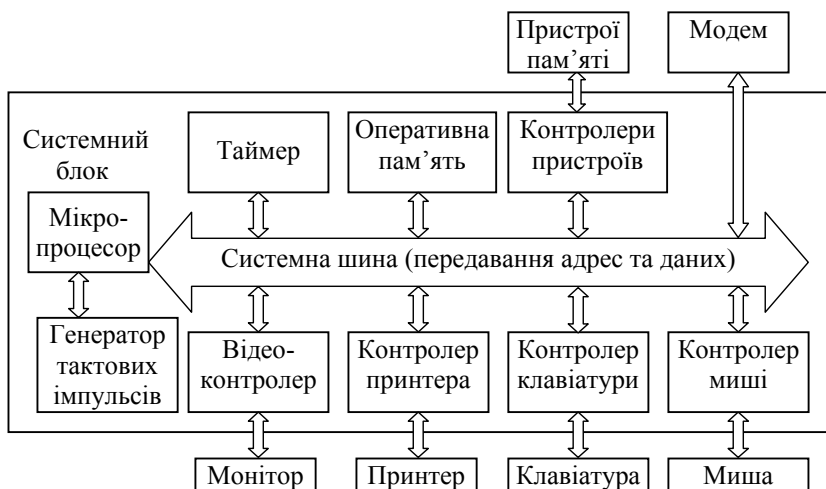 Пристрої
пам’яті
Модем
Системний
блок
Таймер
Оперативна
пам’ять
Контролери
пристроїв
Мікро-
процесор
Системна шина (передавання адрес та даних)
Генератор
тактових
імпульсів
Відео-
контролер
Контролер
принтера
Контролер
клавіатури
Контролер
миші
Монітор
Принтер
Клавіатура
Миша